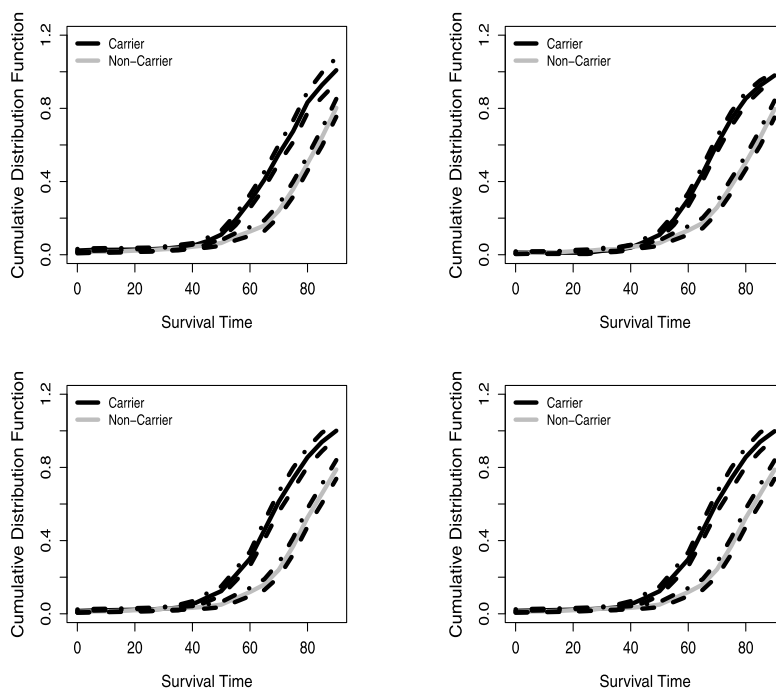 Cumulative Distribution Function
1.2
0.8
0.4
0.0
Carrier
Non−Carrier
0 20 40 60 80
Survival Time
Cumulative Distribution Function
1.2
0.8
0.4
0.0
Carrier
Non−Carrier
0 20 40 60 80
Survival Time
Cumulative Distribution Function
1.2
0.8
0.4
0.0
Carrier
Non−Carrier
0 20 40 60 80
Survival Time
Cumulative Distribution Function
1.2
0.8
0.4
0.0
Carrier
Non−Carrier
0 20 40 60 80
Survival Time